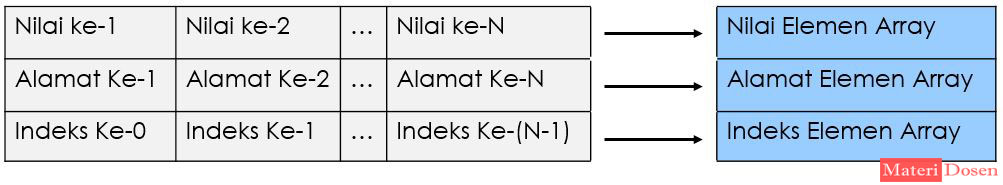 Nilai ke-1 Nilai ke-2 ... Nilai ke-N Nilai Elemen Array
Alamat Ke-1 Alamat Ke-2 ... Alamat Ke-N Alamat Elemen Array
Indeks Ke-0 Indeks Ke-1 ... Indeks Ke-(N-1) Indeks Elemen Array
Materi Dosen